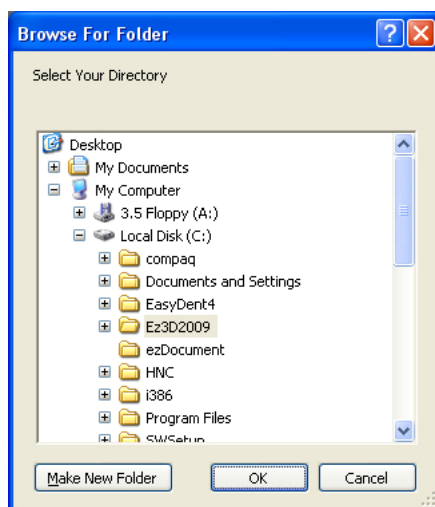 Browse For Folder
Select Your Directory
Desktop
My Documents
My Computer
3.5 Floppy (A:)
Local Disk (C:)
compaq
Documents and Settings
EasyDent4
Ez3D2009
ezDocument
HNC
i386
Program Files
SWSetup
Make New Folder OK Cancel